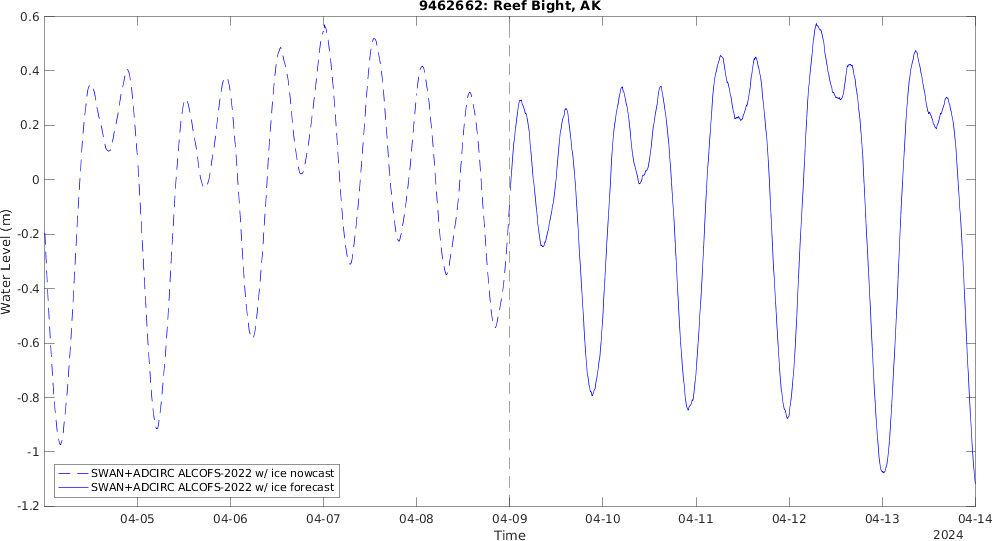 9462662: Reef Bight, AK
Water Level (m)
0.6
0.4
0.2
0
-0.2
-0.4
-0.6
-0.8
-1
-1.2
SWAN+ADCIRC ALCOFS-2022 w/ ice nowcast
SWAN+ADCIRC ALCOFS-2022 w/ ice forecast
04-05 04-06 04-07 04-08 04-09 04-10 04-11 04-12 04-13 04-14
Time
2024